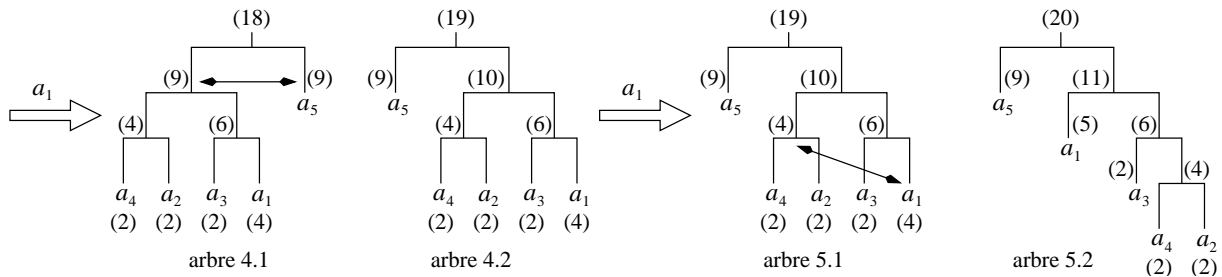 (18) (19) (19) (20)
(9) (9) (9) (10) (9) (10) (9) (11)
a1 a5 a5 a1 a5 a5
(4) (6) (4) (6) (4) (6) (5) (6)
a1
(2) (4)
a3
a4 a2 a3 a1 a4 a2 a3 a1 a4 a2 a3 a1
(2) (2) (2) (4) (2) (2) (2) (4) (2) (2) (2) (4)
a4 a2
arbre 4.1 arbre 4.2 arbre 5.1 arbre 5.2
(2) (2)